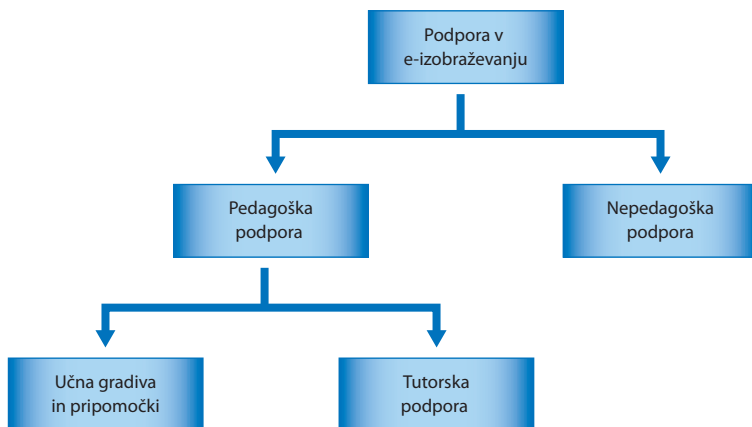 Podpora v
e-izobraževanju
Pedagoška
podpora
Nepedagoška
podpora
Učna gradiva
in pripomočki
Tutorska
podpora